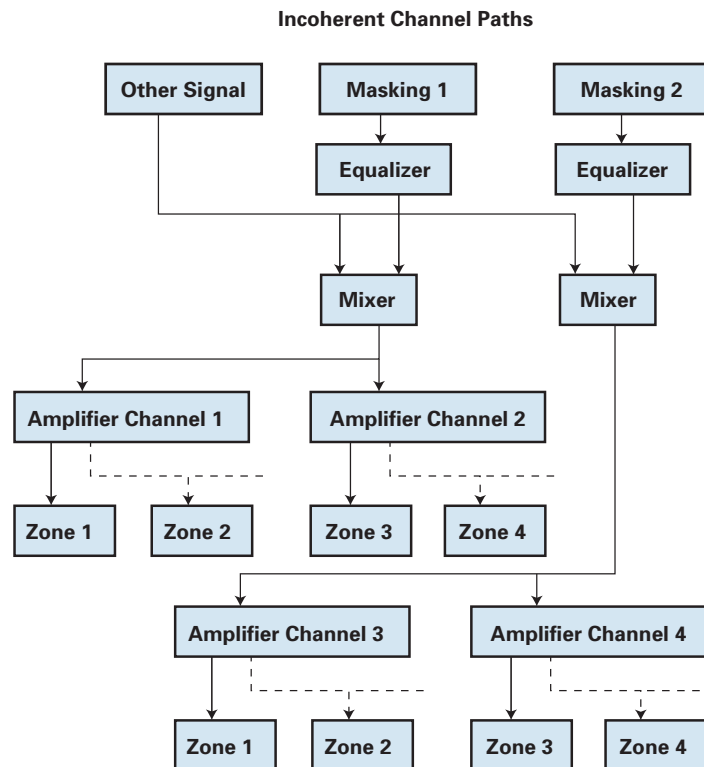 Incoherent Channel Paths
Other Signal
Masking 1
Masking 2
Equalizer
Equalizer
Mixer
Mixer
Amplifier Channel 1
Amplifier Channel 2
Zone 1
Zone 2
Zone 3
Zone 4
Amplifier Channel 3
Amplifier Channel 4
Zone 1
Zone 2
Zone 3
Zone 4